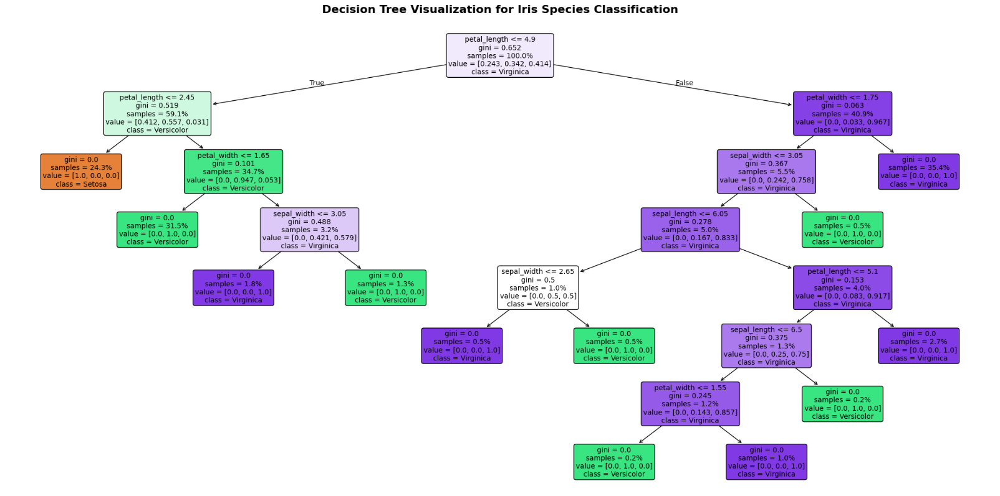 Decision Tree Visualization for Iris Species Classification
petal_length <= 4.9
gini = 0.652
samples = 100.0%
value = [0.243, 0.342, 0.414]
class = Virginica
True
False
petal_length <= 2.45
gini = 0.519
samples = 59.1%
value = [0.412, 0.557, 0.031]
class = Versicolor
petal_width <= 1.75
gini = 0.063
samples = 40.9%
value = [0.0, 0.033, 0.967]
class = Virginica
gini = 0.0
samples = 24.3%
value = [1.0, 0.0, 0.0]
class = Setosa
petal_width <= 1.65
gini = 0.101
samples = 34.7%
value = [0.0, 0.947, 0.053]
class = Versicolor
sepal_width <= 3.05
gini = 0.367
samples = 5.5%
value = [0.0, 0.242, 0.758]
class = Virginica
gini = 0.0
samples = 35.4%
value = [0.0, 0.0, 1.0]
class = Virginica
gini = 0.0
samples = 31.5%
value = [0.0, 1.0, 0.0]
class = Versicolor
sepal_width <= 3.05
gini = 0.488
samples = 3.2%
value = [0.0, 0.421, 0.579]
class = Virginica
sepal_length <= 6.05
gini = 0.278
samples = 5.0%
value = [0.0, 0.167, 0.833]
class = Virginica
gini = 0.0
samples = 0.5%
value = [0.0, 1.0, 0.0]
class = Versicolor
gini = 0.0
samples = 1.8%
value = [0.0, 0.0, 1.0]
class = Virginica
gini = 0.0
samples = 1.3%
value = [0.0, 1.0, 0.0]
class = Versicolor
sepal_width <= 2.65
gini = 0.5
samples = 1.0%
value = [0.0, 0.5, 0.5]
class = Versicolor
petal_length <= 5.1
gini = 0.153
samples = 4.0%
value = [0.0, 0.083, 0.917]
class = Virginica
gini = 0.0
samples = 0.5%
value = [0.0, 0.0, 1.0]
class = Virginica
gini = 0.0
samples = 0.5%
value = [0.0, 1.0, 0.0]
class = Versicolor
sepal_length <= 6.5
gini = 0.375
samples = 1.3%
value = [0.0, 0.25, 0.75]
class = Virginica
gini = 0.0
samples = 2.7%
value = [0.0, 0.0, 1.0]
class = Virginica
petal_width <= 1.55
gini = 0.245
samples = 1.2%
value = [0.0, 0.143, 0.857]
class = Virginica
gini = 0.0
samples = 0.2%
value = [0.0, 1.0, 0.0]
class = Versicolor
gini = 0.0
samples = 0.2%
value = [0.0, 1.0, 0.0]
class = Versicolor
gini = 0.0
samples = 1.0%
value = [0.0, 0.0, 1.0]
class = Virginica